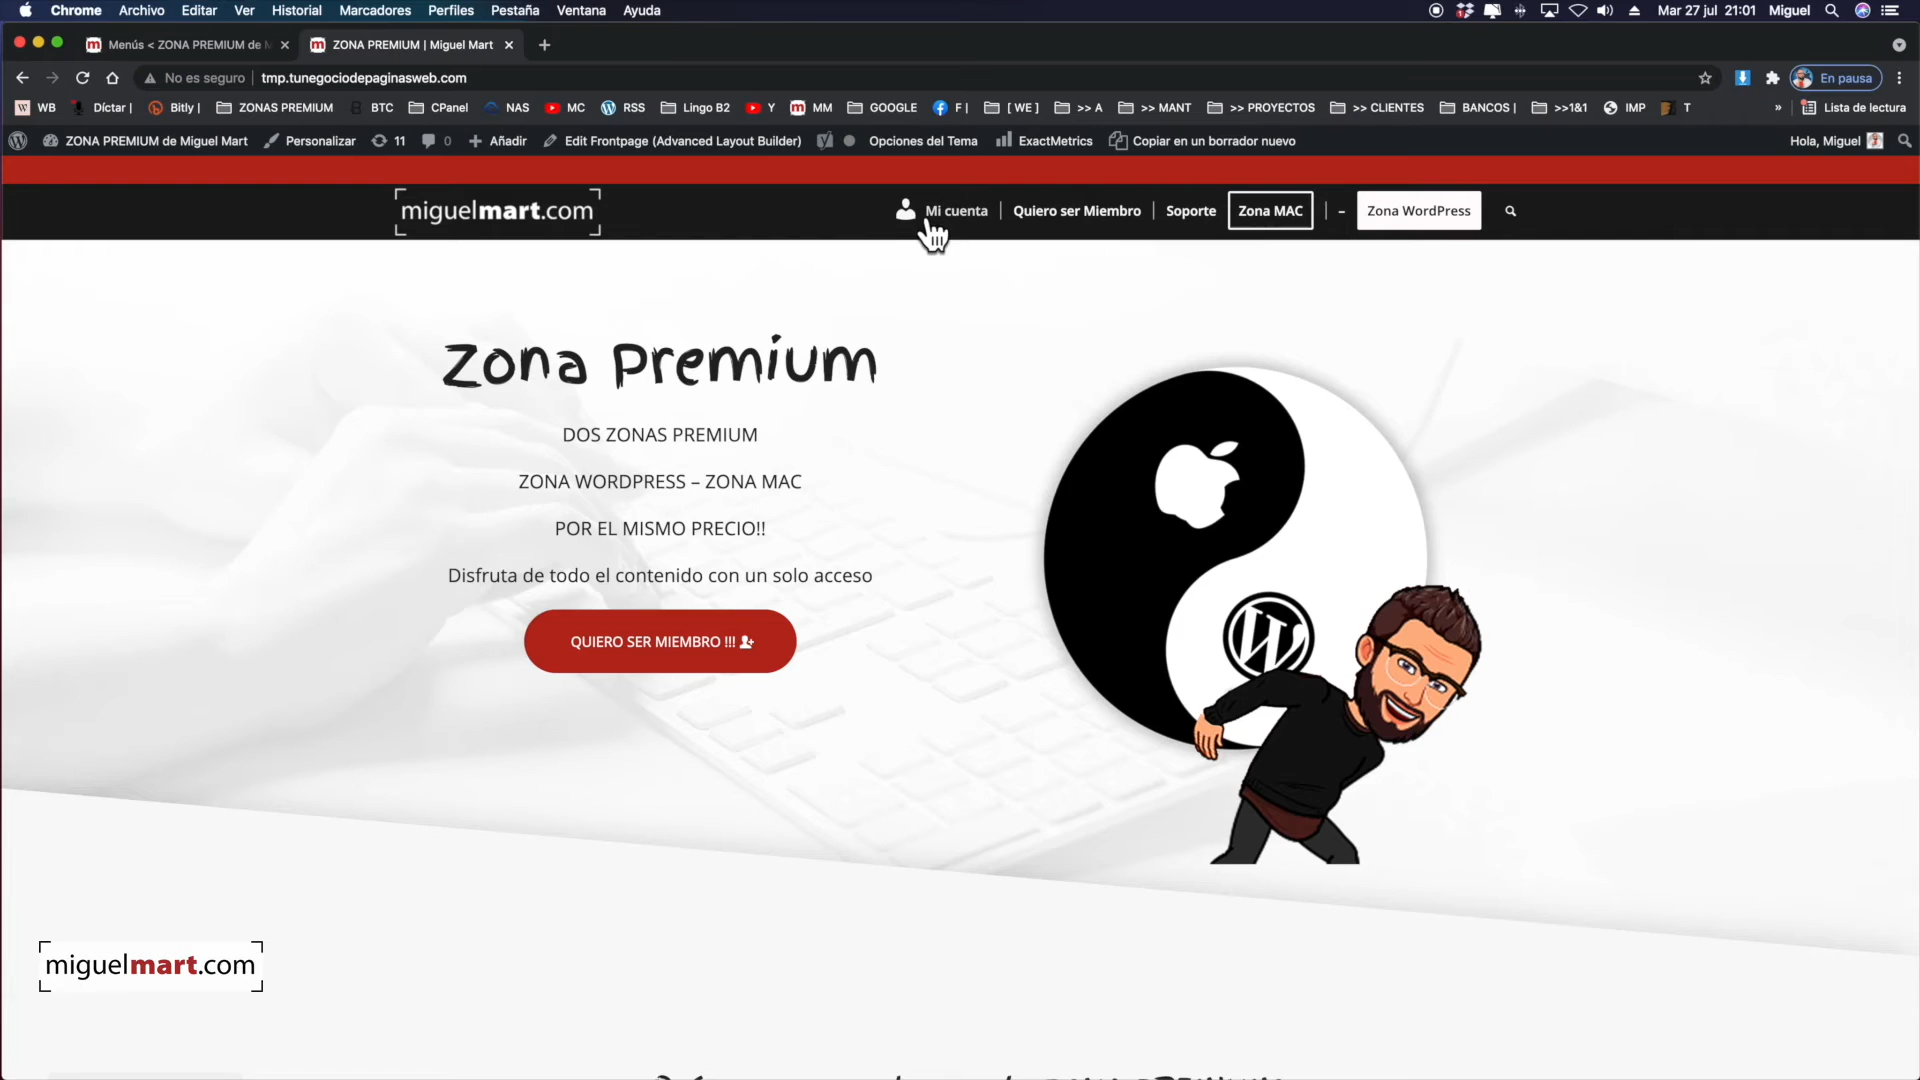 Chrome Archivo Editar Ver Historial Marcadores Perfiles Pestaña Ventana Ayuda Mar 27 jul 21:01 Miguel
Menús < ZONA PREMIUM de ZONA PREMIUM | Miguel Mart
No es seguro tmp.tunegociodepaginasweb.com En pausa
WB Díctar | Bitly | ZONAS PREMIUM BTC CPanel NAS MC RSS Lingo B2 Y MM GOOGLE F | [ WE ] >> A >> MANT >> PROYECTOS >> CLIENTES BANCOS | >>1&1 IMP T » Lista de lectura
ZONA PREMIUM de Miguel Mart Personalizar 11 0 Añadir Edit Frontpage (Advanced Layout Builder) Opciones del Tema ExactMetrics Copiar en un borrador nuevo Hola, Miguel
miguelmart.com Mi cuenta | Quiero ser Miembro | Soporte Zona MAC | – Zona WordPress
Zona Premium
DOS ZONAS PREMIUM
ZONA WORDPRESS – ZONA MAC
POR EL MISMO PRECIO!!
Disfruta de todo el contenido con un solo acceso
QUIERO SER MIEMBRO !!!
miguelmart.com